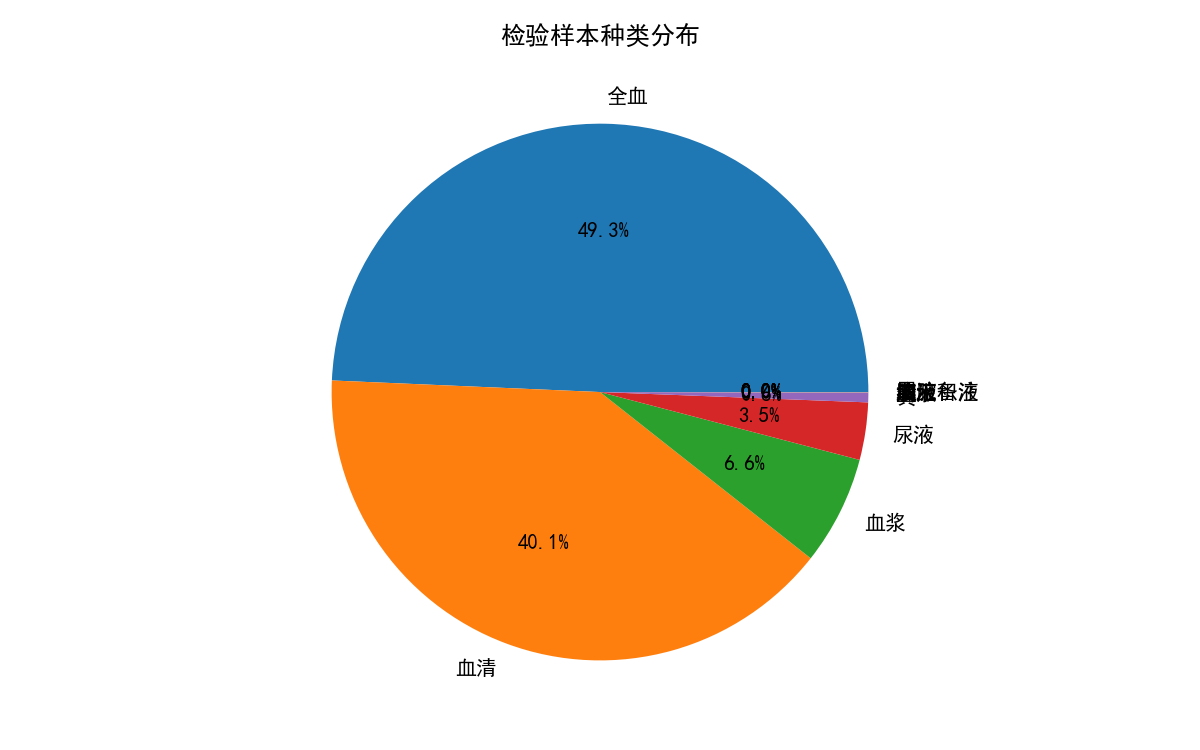 检验样本种类分布
全血
49.3%
3.5%
尿液
6.6%
血浆
40.1%
血清